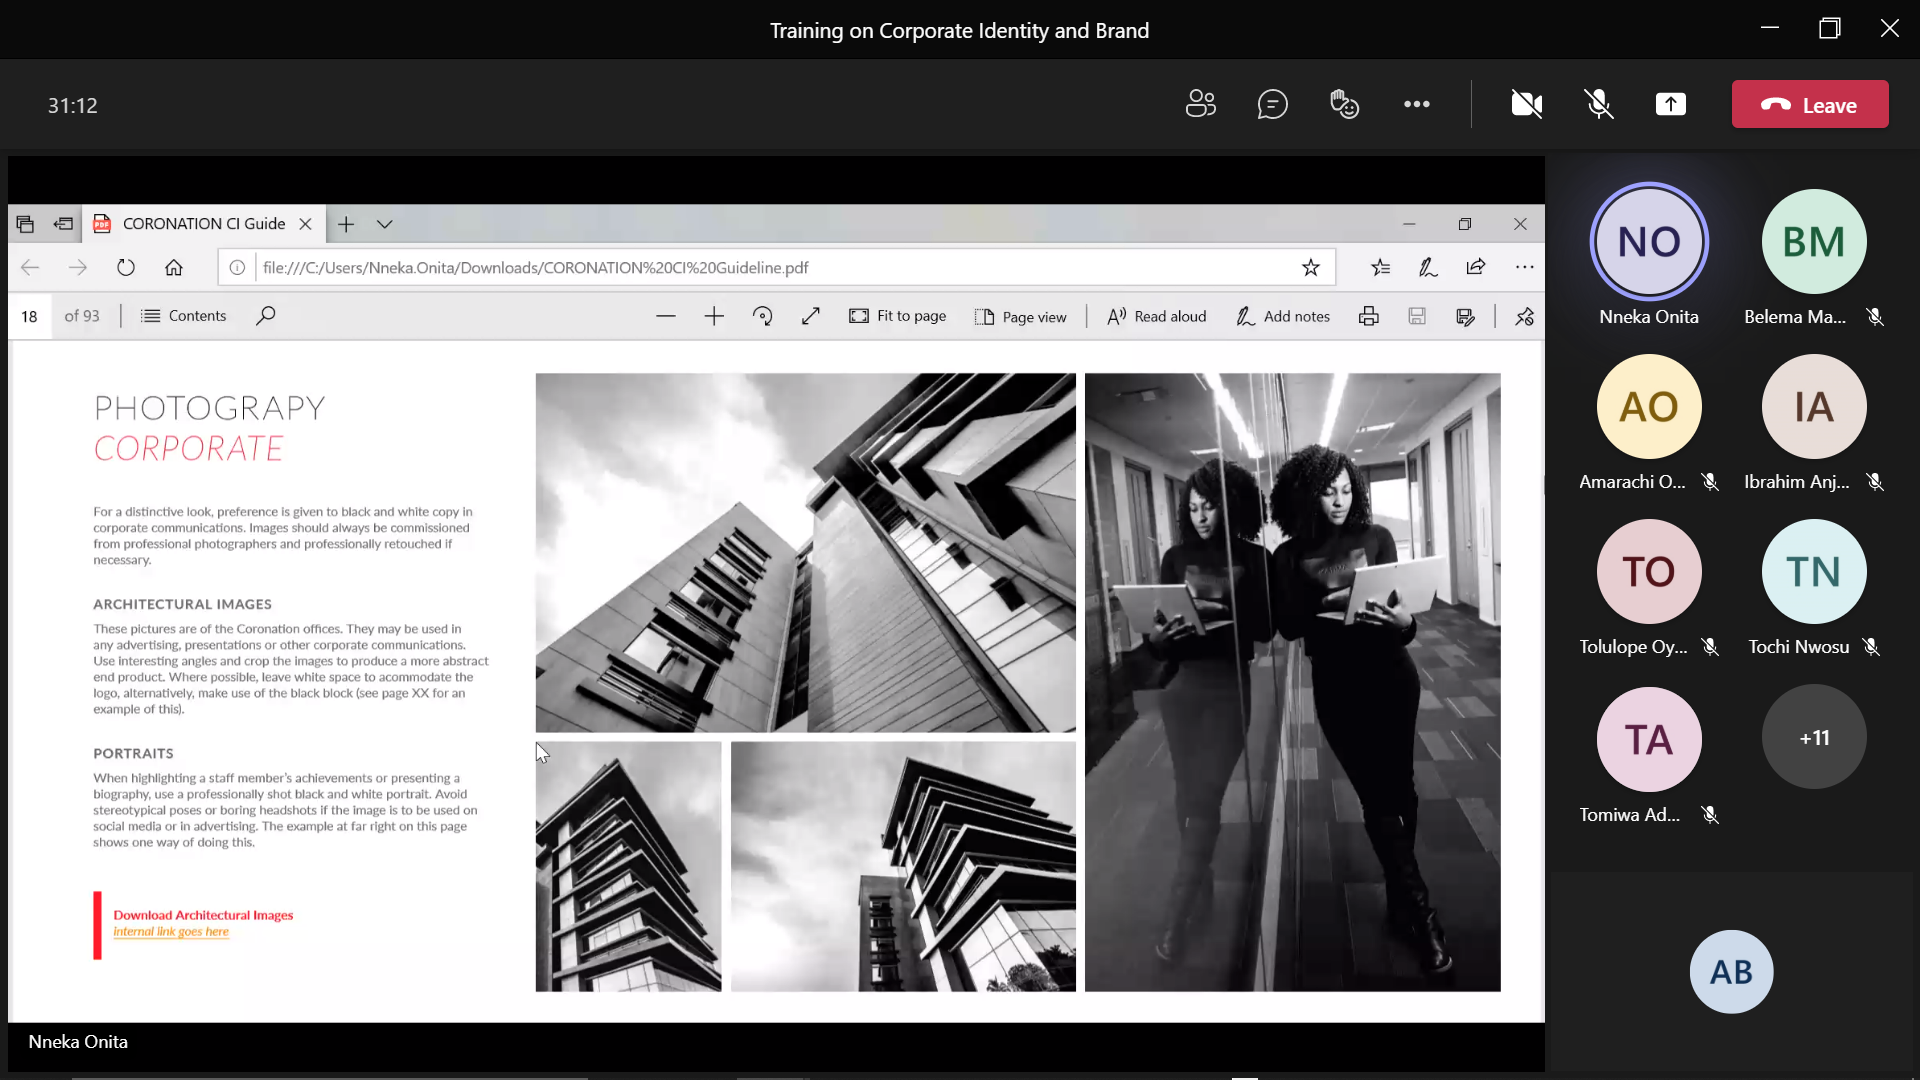 Training on Corporate Identity and Brand
31:12
Leave
CORONATION CI Guide
file:///C:/Users/Nneka.Onita/Downloads/CORONATION%20CI%20Guideline.pdf
18 of 93 Contents Fit to page Page view Read aloud Add notes
PHOTOGRAPY
CORPORATE
For a distinctive look, preference is given to black and white copy in
corporate communications. Images should always be commissioned
from professional photographers and professionally retouched if
necessary.
ARCHITECTURAL IMAGES
These pictures are of the Coronation offices. They may be used in
any advertising, presentations or other corporate communications.
Use interesting angles and crop the images to produce a more abstract
end product. Where possible, leave white space to acommodate the
logo, alternatively, make use of the black block (see page XX for an
example of this).
PORTRAITS
When highlighting a staff member's achievements or presenting a
biography, use a professionally shot black and white portrait. Avoid
stereotypical poses or boring headshots if the image is to be used on
social media or in advertising. The example at far right on this page
shows one way of doing this.
Download Architectural Images
internal link goes here
Nneka Onita
NO
Nneka Onita
BM
Belema Ma...
AO
Amarachi O...
IA
Ibrahim Anj...
TO
Tolulope Oy...
TN
Tochi Nwosu
TA
Tomiwa Ad...
+11
AB